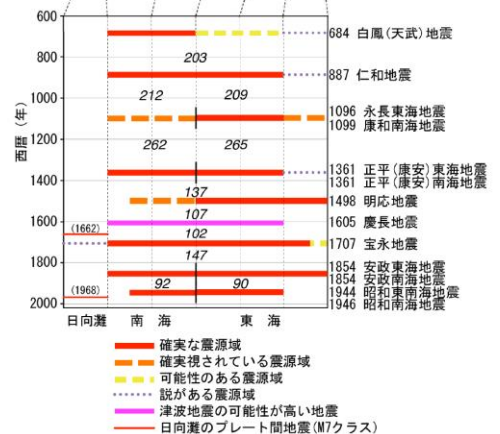 600
800
1000
1200
1400
1600
1800
2000
西暦（年）
203
212 209
262 265
137
107
(1662) 102
147
(1968) 92 90
日向灘 南 海 東 海
684 白鳳(天武)地震
887 仁和地震
1096 永長東海地震
1099 康和南海地震
1361 正平(康安)東海地震
1361 正平(康安)南海地震
1498 明応地震
1605 慶長地震
1707 宝永地震
1854 安政東海地震
1854 安政南海地震
1944 昭和東南海地震
1946 昭和南海地震
確実な震源域
確実視されている震源域
可能性のある震源域
説がある震源域
津波地震の可能性が高い地震
日向灘のプレート間地震(M7クラス)